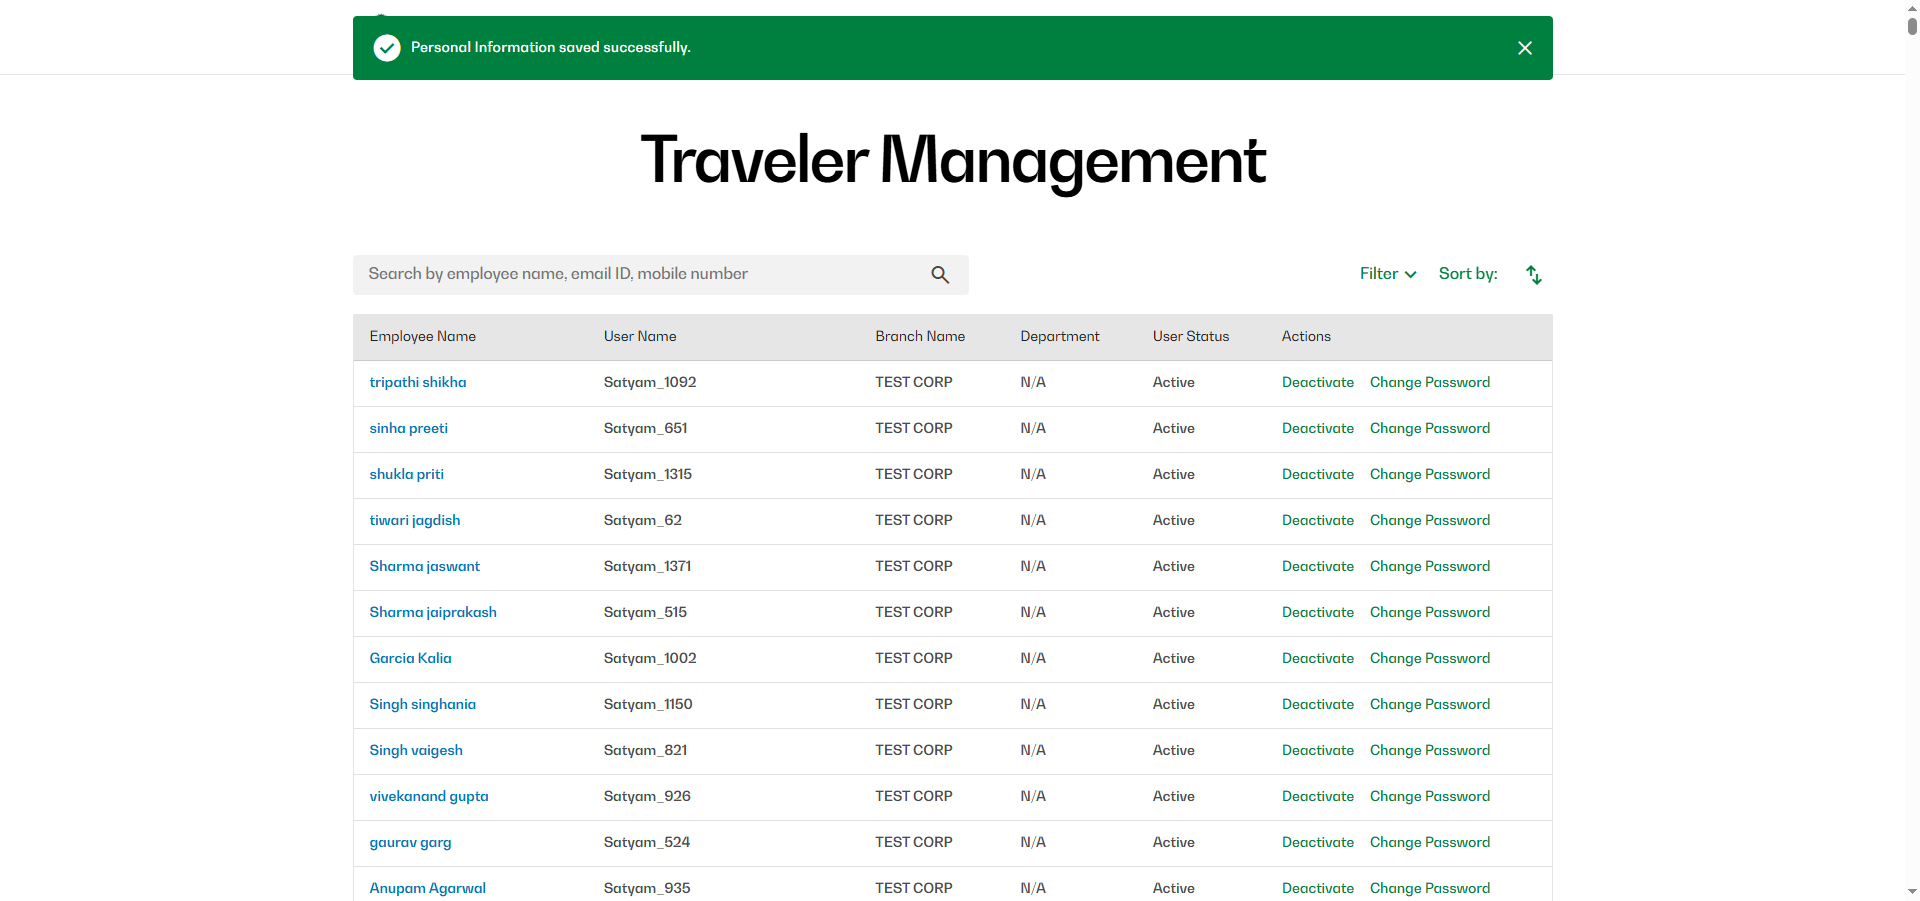 Personal Information saved successfully.
Traveler Management
Search by employee name, email ID, mobile number
Filter Sort by:
Employee Name User Name Branch Name Department User Status Actions
tripathi shikha Satyam_1092 TEST CORP N/A Active Deactivate Change Password
sinha preeti Satyam_651 TEST CORP N/A Active Deactivate Change Password
shukla priti Satyam_1315 TEST CORP N/A Active Deactivate Change Password
tiwari jagdish Satyam_62 TEST CORP N/A Active Deactivate Change Password
Sharma jaswant Satyam_1371 TEST CORP N/A Active Deactivate Change Password
Sharma jaiprakash Satyam_515 TEST CORP N/A Active Deactivate Change Password
Garcia Kalia Satyam_1002 TEST CORP N/A Active Deactivate Change Password
Singh singhania Satyam_1150 TEST CORP N/A Active Deactivate Change Password
Singh vaigesh Satyam_821 TEST CORP N/A Active Deactivate Change Password
vivekanand gupta Satyam_926 TEST CORP N/A Active Deactivate Change Password
gaurav garg Satyam_524 TEST CORP N/A Active Deactivate Change Password
Anupam Agarwal Satyam_935 TEST CORP N/A Active Deactivate Change Password